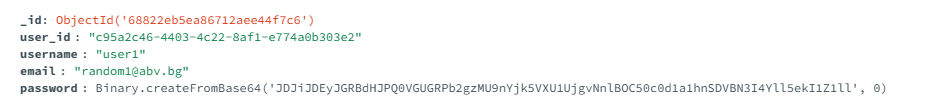 _id: ObjectId('68822eb5ea86712aee44f7c6')
user_id : "c95a2c46-4403-4c22-8af1-e774a0b303e2"
username : "user1"
email : "random1@abv.bg"
password : Binary.createFromBase64('JDJiJDEyJGRBdHJPQ0VGUGRPb2gzMU9nYjk5VXU1UjgvNnlBOC50c0d1a1hnSDVBN3I4Yll5ekI1Z1ll', 0)